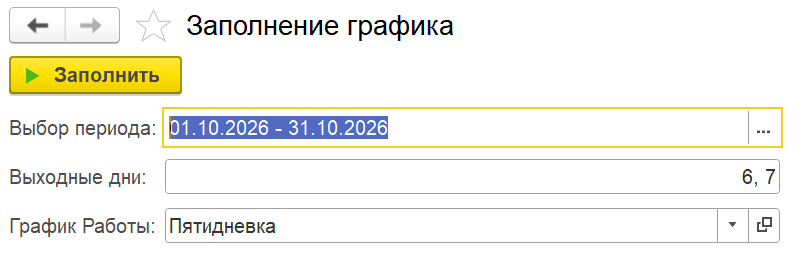 Заполнение графика
Заполнить
Выбор периода: 01.10.2026 - 31.10.2026 ...
Выходные дни: 6, 7
График Работы: Пятидневка